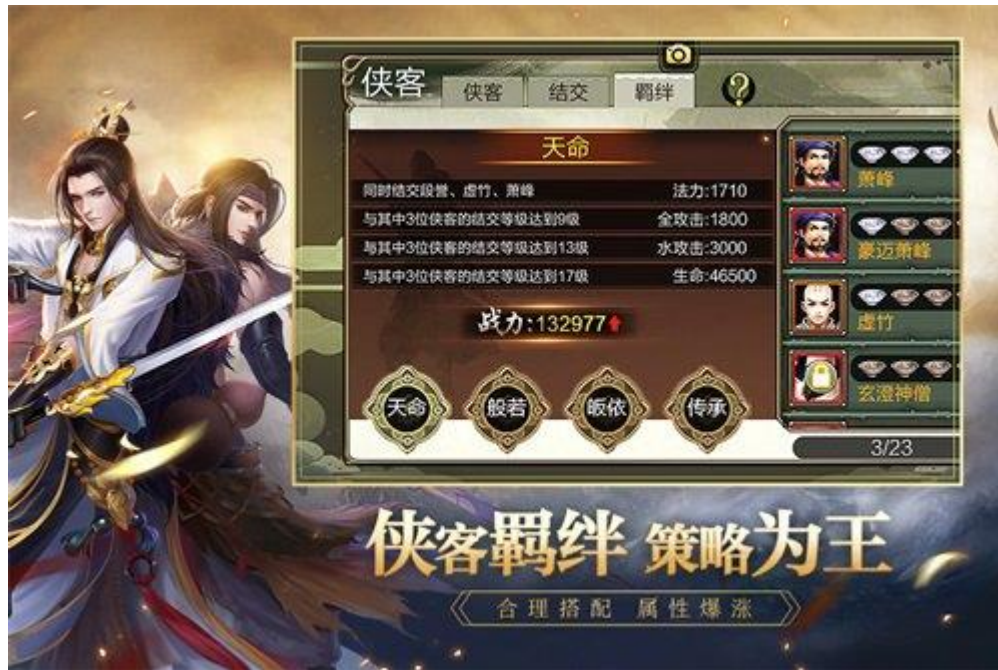 侠客
侠客 结交 羁绊 ?
天命
同时结交段誉、虚竹、萧峰 法力:1710
与其中3位侠客的结交等级达到9级 全攻击:1800
与其中3位侠客的结交等级达到13级 水攻击:3000
与其中3位侠客的结交等级达到17级 生命:46500
战力:132977
天命 般若 皈依 传承
萧峰
豪迈萧峰
虚竹
玄澄神僧
3/23
侠客羁绊 策略为王
合理搭配 属性爆涨